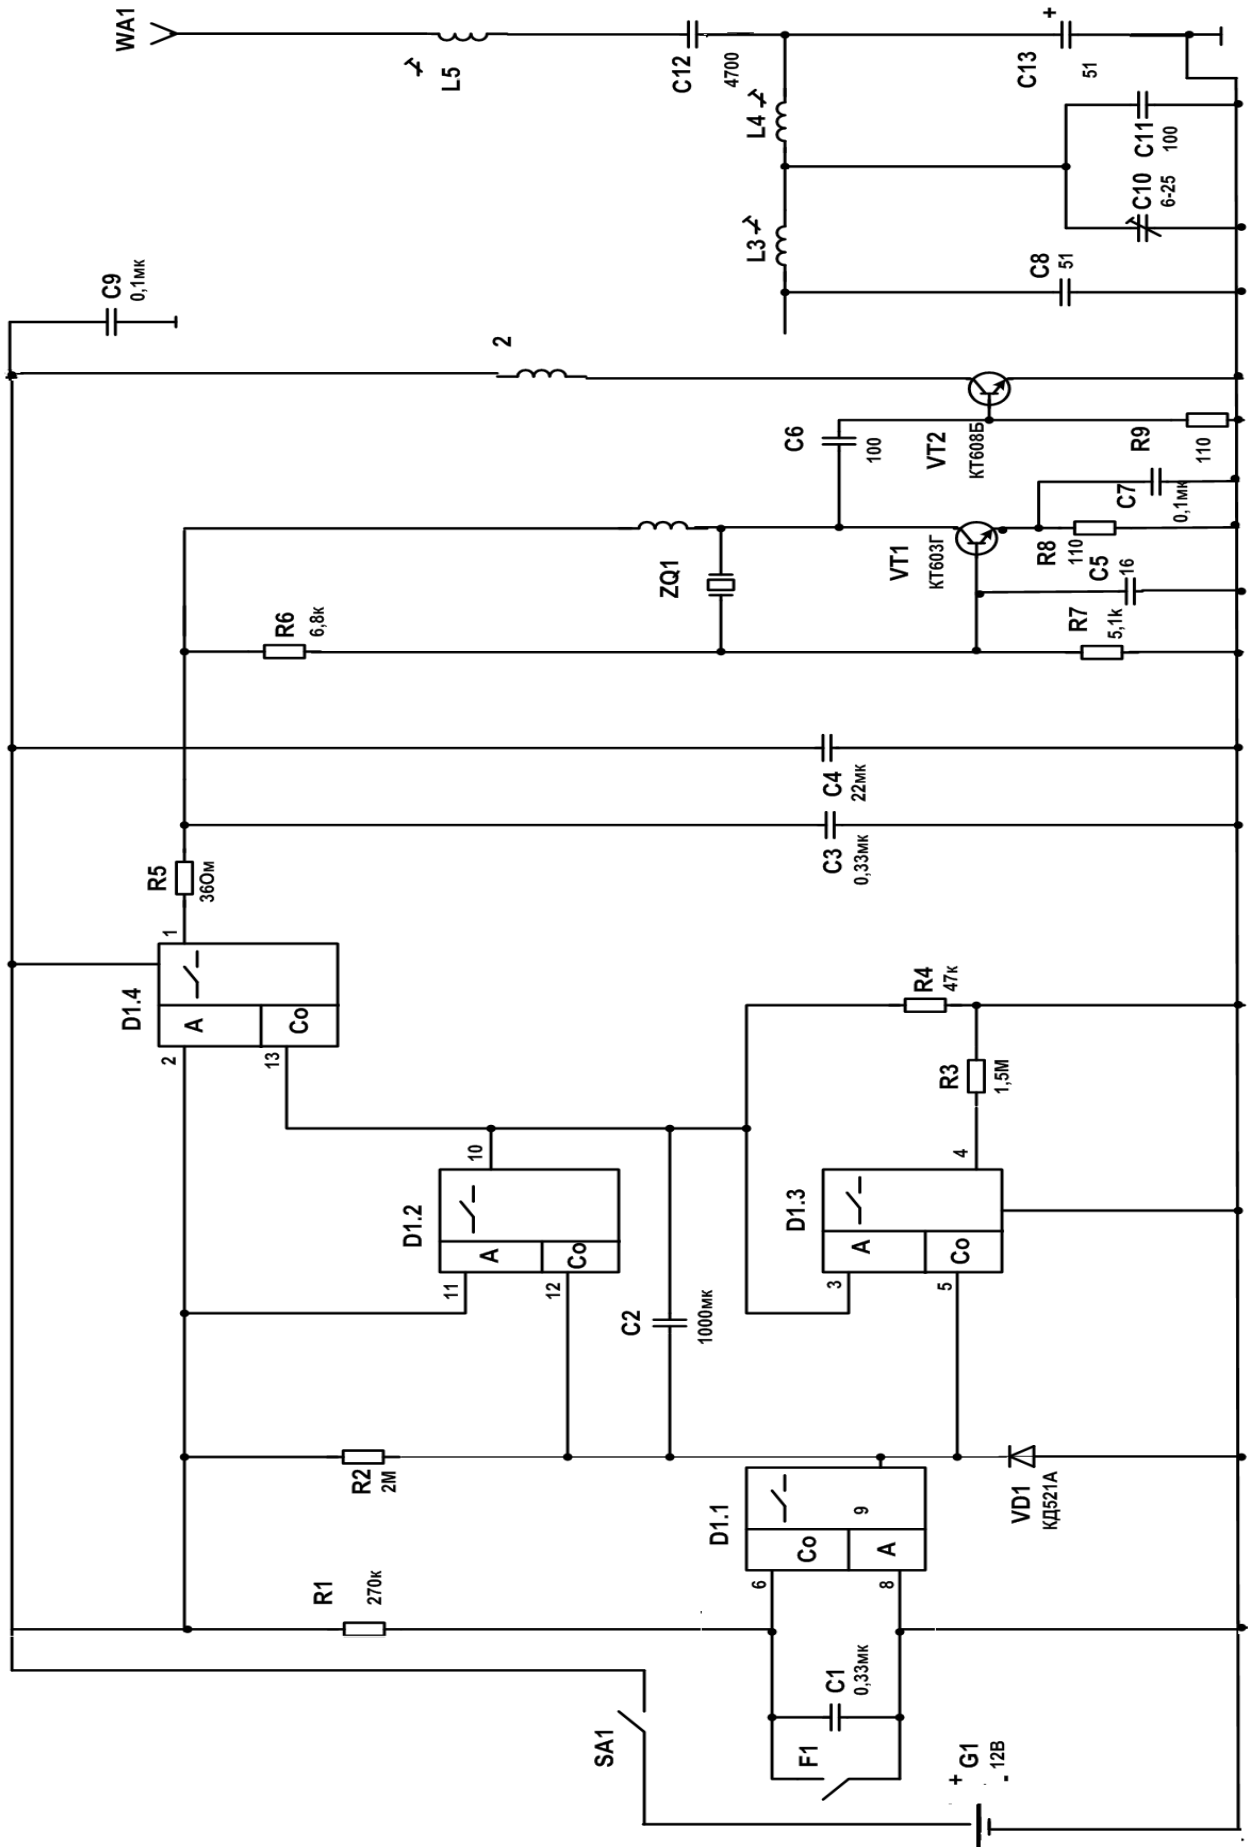 WA1
L5
C12
4700
+
C13
51
L4
L3
C11
100
C10
6-25
C8
51
C9
0,1мк
2
C6
100
VT2
КТ608Б
R9
110
C7
0,1мк
ZQ1
VT1
КТ603Г
R8
110
C5
16
R6
6,8к
R7
5,1k
C4
22мк
C3
0,33мк
R5
36Ом
D1.4
1
A
Co
2
13
R4
47к
R3
1,5М
D1.2
10
A
Co
11
12
D1.3
4
A
Co
3
5
C2
1000мк
R2
2М
D1.1
9
Co
A
6
8
VD1
КД521А
R1
270к
C1
0,33мк
F1
SA1
+
G1
-
12В